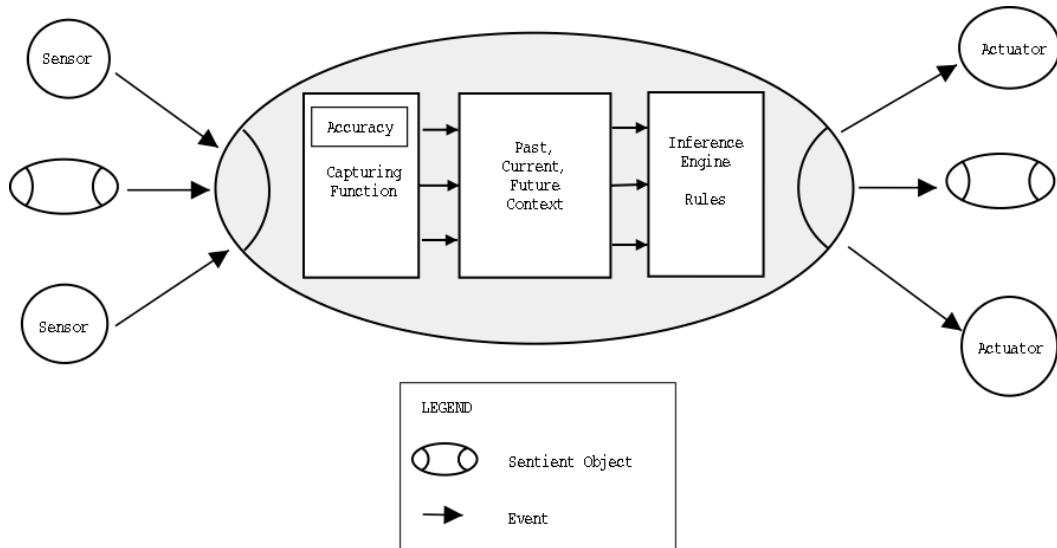 Sensor
Sensor
Accuracy
Capturing
Function
Past,
Current,
Future
Context
Inference
Engine
Rules
Actuator
Actuator
LEGEND
Sentient Object
Event